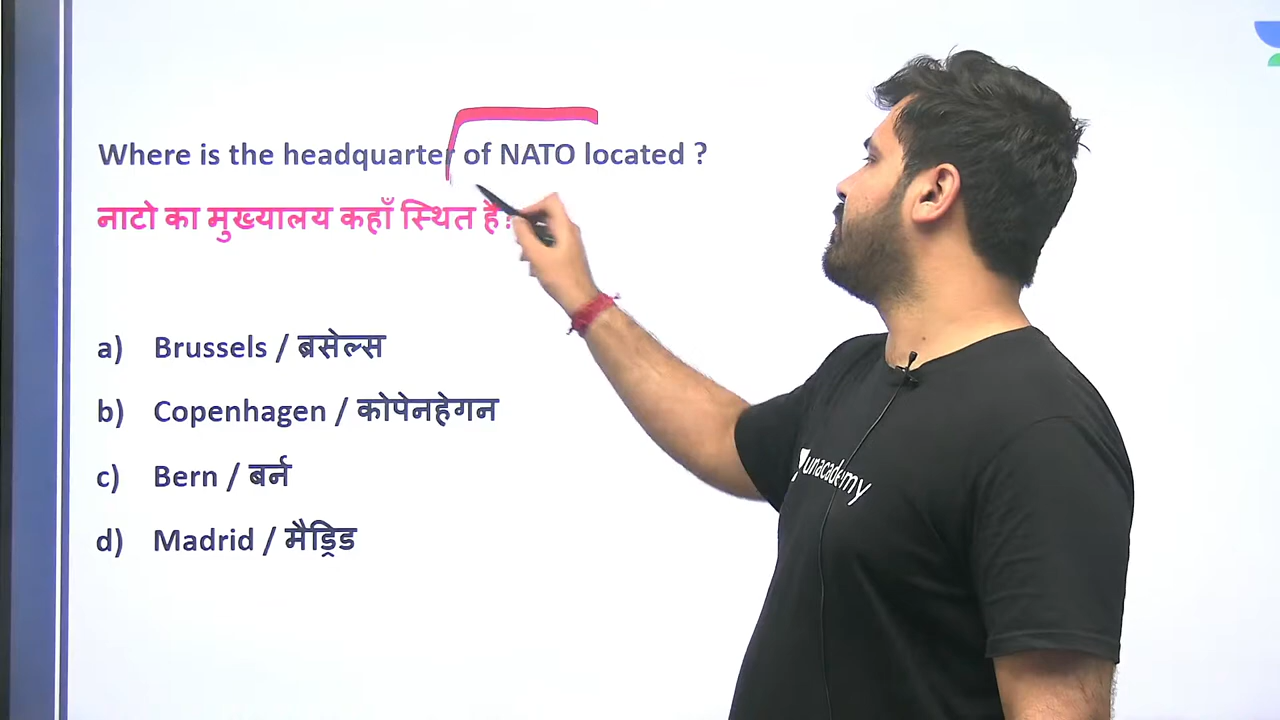 Where is the headquarter of NATO located ?
नाटो का मुख्यालय कहाँ स्थित है?
a) Brussels / ब्रसेल्स
b) Copenhagen / कोपेनहेगन
c) Bern / बर्न
d) Madrid / मैड्रिड
unacademy